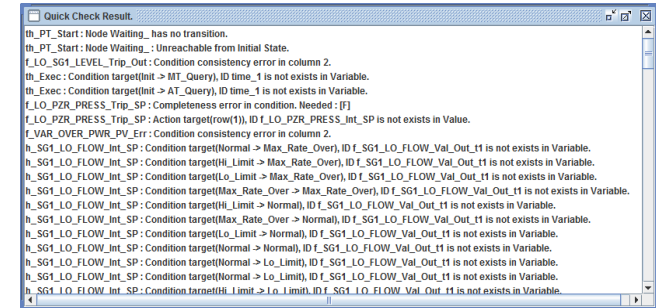 Quick Check Result.
th_PT_Start : Node Waiting_ has no transition.
th_PT_Start : Node Waiting_ : Unreachable from Initial State.
f_LO_SG1_LEVEL_Trip_Out : Condition consistency error in column 2.
th_Exec : Condition target(Init -> MT_Query), ID time_1 is not exists in Variable.
th_Exec : Condition target(Init -> AT_Query), ID time_1 is not exists in Variable.
f_LO_PZR_PRESS_Trip_SP : Completeness error in condition. Needed : [F]
f_LO_PZR_PRESS_Trip_SP : Action target(row(1)), ID f_LO_PZR_PRESS_Int_SP is not exists in Value.
f_VAR_OVER_PWR_PV_Err : Condition consistency error in column 2.
h_SG1_LO_FLOW_Int_SP : Condition target(Normal -> Max_Rate_Over), ID f_SG1_LO_FLOW_Val_Out_t1 is not exists in Variable.
h_SG1_LO_FLOW_Int_SP : Condition target(Hi_Limit -> Max_Rate_Over), ID f_SG1_LO_FLOW_Val_Out_t1 is not exists in Variable.
h_SG1_LO_FLOW_Int_SP : Condition target(Lo_Limit -> Max_Rate_Over), ID f_SG1_LO_FLOW_Val_Out_t1 is not exists in Variable.
h_SG1_LO_FLOW_Int_SP : Condition target(Max_Rate_Over -> Max_Rate_Over), ID f_SG1_LO_FLOW_Val_Out_t1 is not exists in Variable.
h_SG1_LO_FLOW_Int_SP : Condition target(Hi_Limit -> Normal), ID f_SG1_LO_FLOW_Val_Out_t1 is not exists in Variable.
h_SG1_LO_FLOW_Int_SP : Condition target(Max_Rate_Over -> Normal), ID f_SG1_LO_FLOW_Val_Out_t1 is not exists in Variable.
h_SG1_LO_FLOW_Int_SP : Condition target(Lo_Limit -> Normal), ID f_SG1_LO_FLOW_Val_Out_t1 is not exists in Variable.
h_SG1_LO_FLOW_Int_SP : Condition target(Normal -> Normal), ID f_SG1_LO_FLOW_Val_Out_t1 is not exists in Variable.
h_SG1_LO_FLOW_Int_SP : Condition target(Normal -> Lo_Limit), ID f_SG1_LO_FLOW_Val_Out_t1 is not exists in Variable.
h_SG1_LO_FLOW_Int_SP : Condition target(Hi_Limit -> Lo_Limit), ID f_SG1_LO_FLOW_Val_Out_t1 is not exists in Variable.